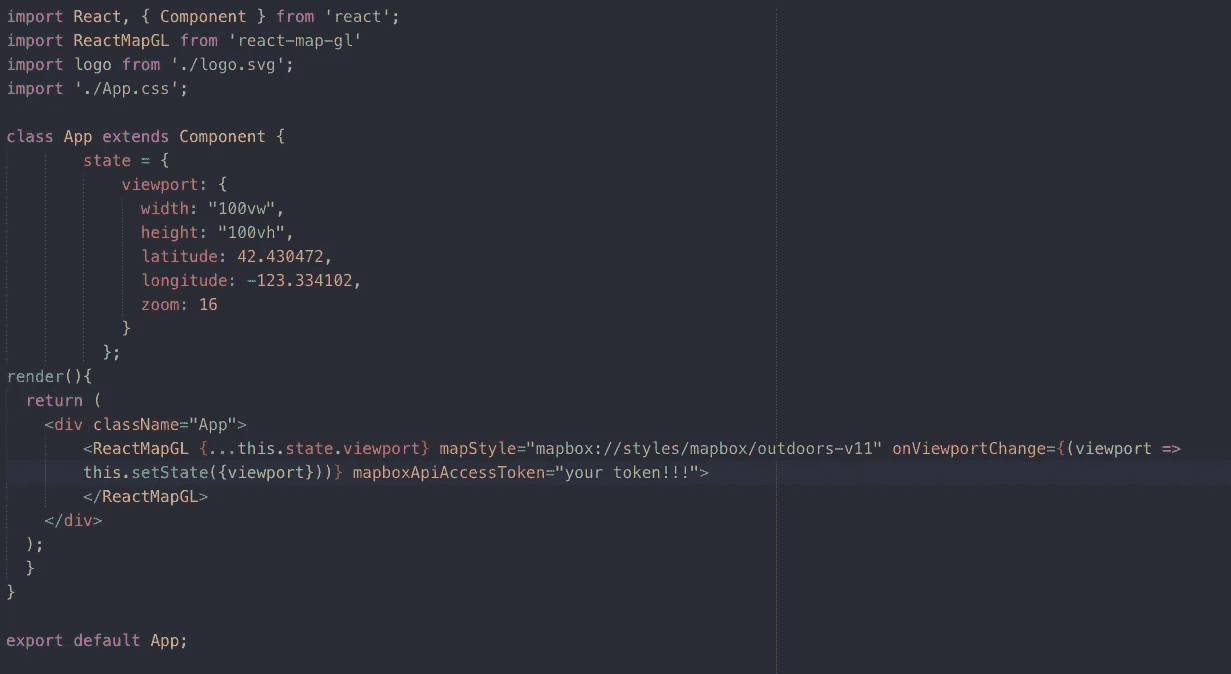 import React, { Component } from 'react';
import ReactMapGL from 'react-map-gl'
import logo from './logo.svg';
import './App.css';

class App extends Component {
        state = {
            viewport: {
              width: "100vw",
              height: "100vh",
              latitude: 42.430472,
              longitude: -123.334102,
              zoom: 16
            }
          };
render(){
  return (
    <div className="App">
        <ReactMapGL {...this.state.viewport} mapStyle="mapbox://styles/mapbox/outdoors-v11" onViewportChange={(viewport =>
        this.setState({viewport}))} mapboxApiAccessToken="your token!!!">
        </ReactMapGL>
    </div>
  );
  }
}

export default App;